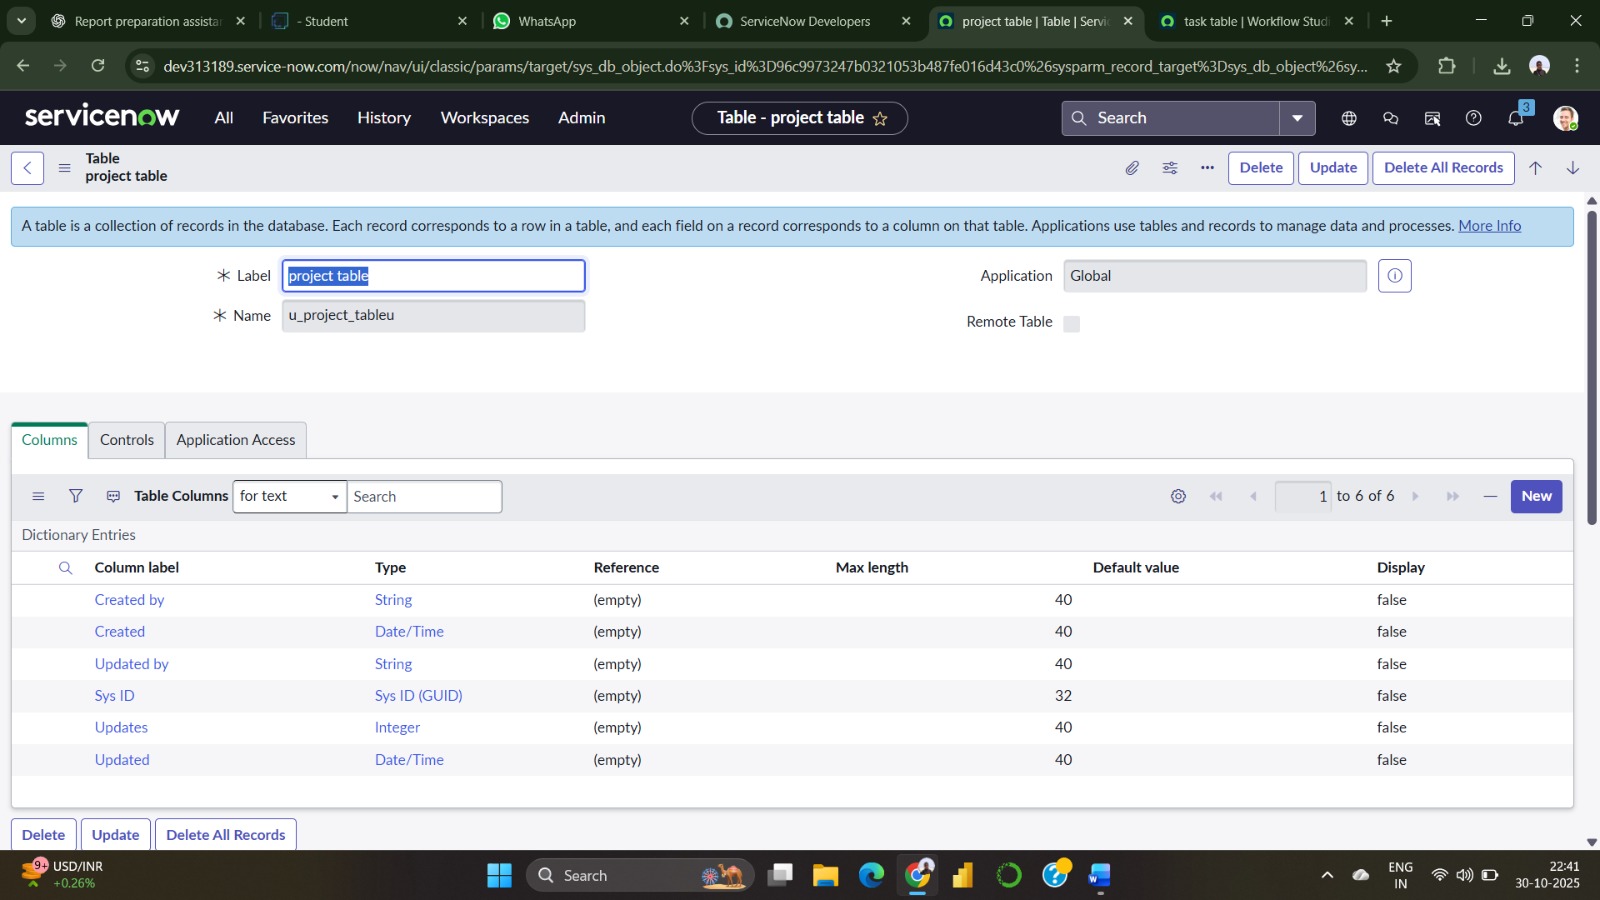 Report preparation assistan
- Student
WhatsApp
ServiceNow Developers
project table | Table | Servic
task table | Workflow Studi
dev313189.service-now.com/now/nav/ui/classic/params/target/sys_db_object.do%3Fsys_id%3D96c9973247b0321053b487fe016d43c0%26sysparm_record_target%3Dsys_db_object%26sy...
servicenow
All
Favorites
History
Workspaces
Admin
Table - project table
Search
3
Table
project table
Delete
Update
Delete All Records
A table is a collection of records in the database. Each record corresponds to a row in a table, and each field on a record corresponds to a column on that table. Applications use tables and records to manage data and processes. More Info
Label
project table
Application
Global
Name
u_project_tableu
Remote Table
Columns
Controls
Application Access
Table Columns
for text
Search
1 to 6 of 6
New
Dictionary Entries
Column label Type Reference Max length Default value Display
Created by String (empty) 40 false
Created Date/Time (empty) 40 false
Updated by String (empty) 40 false
Sys ID Sys ID (GUID) (empty) 32 false
Updates Integer (empty) 40 false
Updated Date/Time (empty) 40 false
Delete
Update
Delete All Records
9+
USD/INR
+0.26%
Search
ENG
IN
22:41
30-10-2025